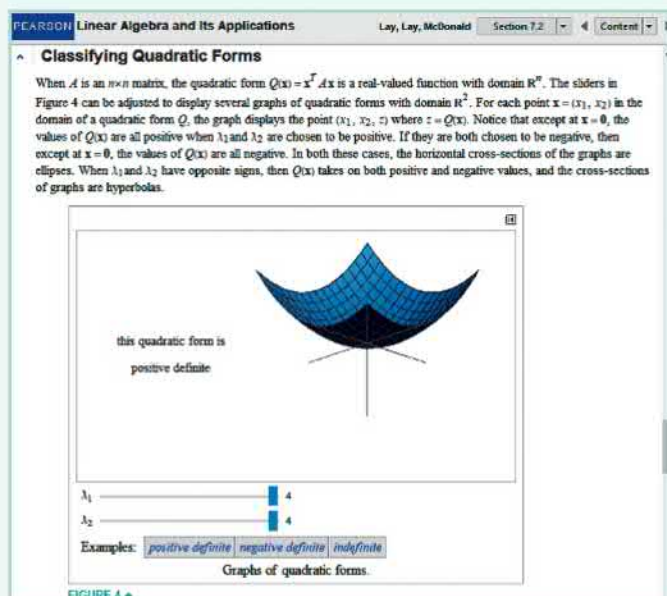 PEARSON Linear Algebra and Its Applications Lay, Lay, McDonald Section 7.2 Content
Classifying Quadratic Forms
When A is an n×n matrix, the quadratic form Q(x) = x^T Ax is a real-valued function with domain R^n. The sliders in
Figure 4 can be adjusted to display several graphs of quadratic forms with domain R^2. For each point x = (x1, x2) in the
domain of a quadratic form Q, the graph displays the point (x1, x2, z) where z = Q(x). Notice that except at x = 0, the
values of Q(x) are all positive when λ1 and λ2 are chosen to be positive. If they are both chosen to be negative, then
except at x = 0, the values of Q(x) are all negative. In both these cases, the horizontal cross-sections of the graphs are
ellipses. When λ1 and λ2 have opposite signs, then Q(x) takes on both positive and negative values, and the cross-sections
of graphs are hyperbolas.
this quadratic form is
positive definite
λ1 4
λ2 4
Examples: positive definite negative definite indefinite
Graphs of quadratic forms.
FIGURE 4